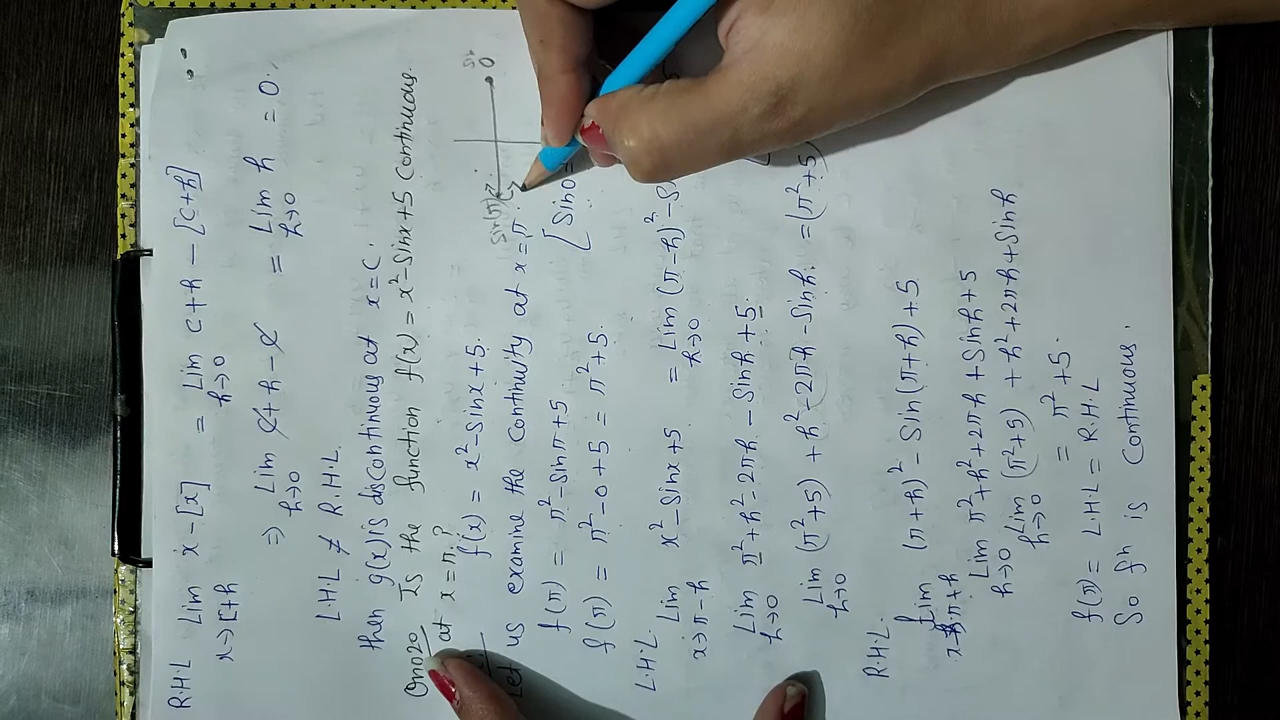 R.H.L Lim x - [x] = Lim c+h - [c+h]
x→[c+h h→0
⇒ Lim c+h-c = Lim h = 0.
h→0 h→0
L.H.L ≠ R.H.L.
then g(x) is discontinuous at x=c.
Qno20 Is the function f(x) = x²-sinx+5 continuous
at x=π?
f(x) = x²-sinx+5.
Let us examine the continuity at x=π.
sin(π
f(π) = π²-sinπ+5
[sin0=
f(π) = π²-0+5 = π²+5.
L.H.L Lim x²-sinx+5 = Lim (π-h)²-s
x→π-h h→0
Lim π²+h²-2πh - sinh+5.
h→0
Lim (π²+5) + h²-2πh-sinh. = (π²+5)
h→0
R.H.L. Lim (π+h)²-sin(π+h)+5
x→π+h
Lim π²+h²+2πh+sinh+5
h→0
Lim (π²+5) + h²+2πh+sinh
h→0
= π²+5.
f(π) = L.H.L = R.H.L
So fn is Continuous.